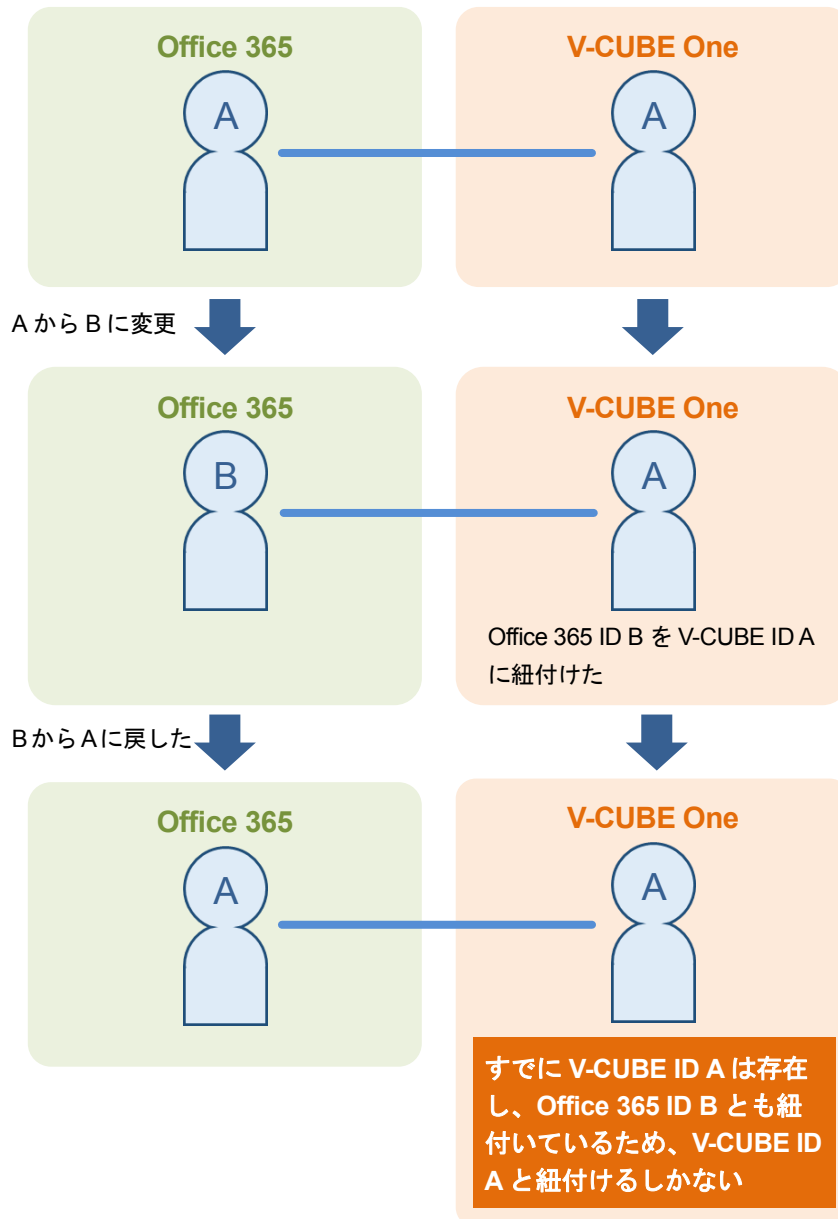 Office 365
V-CUBE One
A
A
A から B に変更
Office 365
V-CUBE One
B
A
Office 365 ID B を V-CUBE ID A
に紐付けた
B から A に戻した
Office 365
V-CUBE One
A
A
すでに V-CUBE ID A は存在
し、Office 365 ID B とも紐
付いているため、V-CUBE ID
A と紐付けるしかない